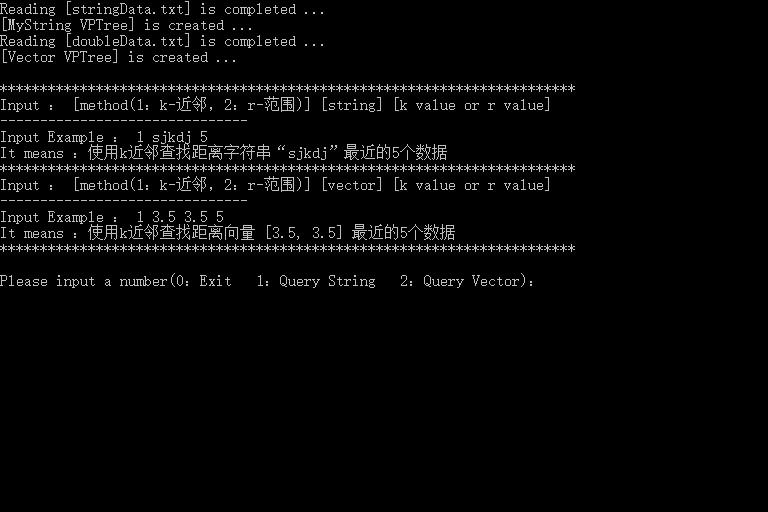 Reading [stringData.txt] is completed ...
[MyString VPTree] is created ...
Reading [doubleData.txt] is completed ...
[Vector VPTree] is created ...
************************************************************************
Input : [method(1：k-近邻，2：r-范围)] [string] [k value or r value]
-------------------------------
Input Example : 1 sjkdj 5
It means : 使用k近邻查找距离字符串“sjkdj”最近的5个数据
************************************************************************
Input : [method(1：k-近邻，2：r-范围)] [vector] [k value or r value]
-------------------------------
Input Example : 1 3.5 3.5 5
It means : 使用k近邻查找距离向量 [3.5, 3.5] 最近的5个数据
************************************************************************
Please input a number(0：Exit   1：Query String   2：Query Vector)：